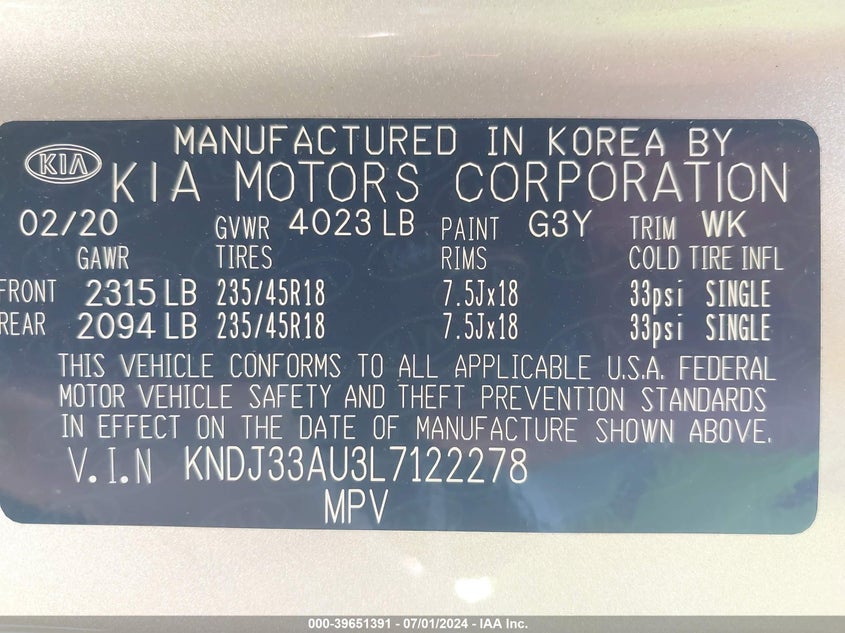 MANUFACTURED IN KOREA BY
KIA KIA MOTORS CORPORATION
02/20 GVWR 4023 LB PAINT G3Y TRIM WK
GAWR TIRES RIMS COLD TIRE INFL
FRONT 2315 LB 235/45R18 7.5Jx18 33psi SINGLE
REAR 2094 LB 235/45R18 7.5Jx18 33psi SINGLE
THIS VEHICLE CONFORMS TO ALL APPLICABLE U.S.A. FEDERAL
MOTOR VEHICLE SAFETY AND THEFT PREVENTION STANDARDS
IN EFFECT ON THE DATE OF MANUFACTURE SHOWN ABOVE.
V.I.N KNDJ33AU3L7122278
MPV
000-39651391 - 07/01/2024 - IAA Inc.